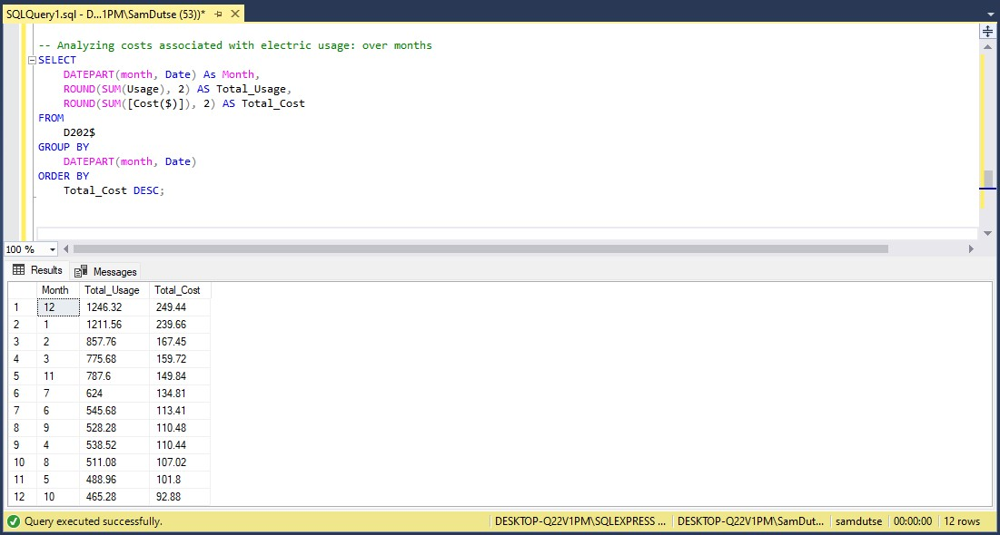 SQLQuery1.sql - D...1PM\SamDutse (53))*
-- Analyzing costs associated with electric usage: over months
SELECT
DATEPART(month, Date) As Month,
ROUND(SUM(Usage), 2) AS Total_Usage,
ROUND(SUM([Cost($)]), 2) AS Total_Cost
FROM
D202$
GROUP BY
DATEPART(month, Date)
ORDER BY
Total_Cost DESC;
100 %
Results Messages
Month Total_Usage Total_Cost
1 12 1246.32 249.44
2 1 1211.56 239.66
3 2 857.76 167.45
4 3 775.68 159.72
5 11 787.6 149.84
6 7 624 134.81
7 6 545.68 113.41
8 9 528.28 110.48
9 4 538.52 110.44
10 8 511.08 107.02
11 5 488.96 101.8
12 10 465.28 92.88
Query executed successfully. DESKTOP-Q22V1PM\SQLEXPRESS ... DESKTOP-Q22V1PM\SamDut... samdutse 00:00:00 12 rows